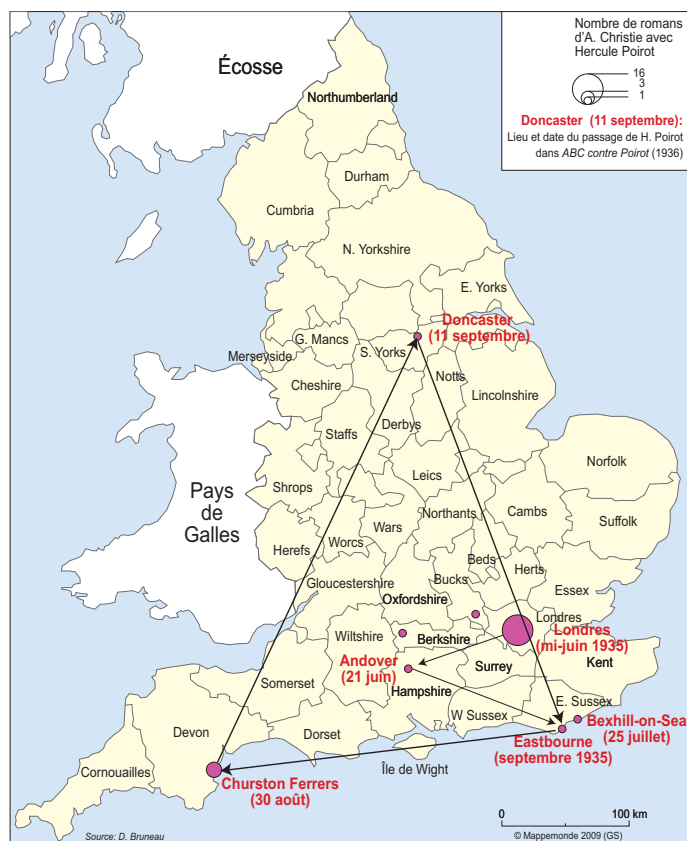 Nombre de romans
d'A. Christie avec
Hercule Poirot
16
3
1
Doncaster (11 septembre):
Lieu et date du passage de H. Poirot
dans ABC contre Poirot (1936)
Écosse
Northumberland
Durham
Cumbria
N. Yorkshire
E. Yorks
Doncaster
(11 septembre)
G. Mancs
S. Yorks
Merseyside
Notts
Cheshire
Lincolnshire
Derbys
Staffs
Norfolk
Leics
Pays
de
Galles
Shrops
Northants
Cambs
Suffolk
Wars
Worcs
Herefs
Beds
Herts
Bucks
Gloucestershire
Essex
Oxfordshire
Londres
Wiltshire
Berkshire
Londres
(mi-juin 1935)
Andover
(21 juin)
Surrey
Kent
Somerset
Hampshire
E. Sussex
W Sussex
Bexhill-on-Sea
(25 juillet)
Devon
Dorset
Eastbourne
(septembre 1935)
Île de Wight
Cornouailles
Churston Ferrers
(30 août)
0
100 km
Source: D. Bruneau
© Mappemonde 2009 (GS)